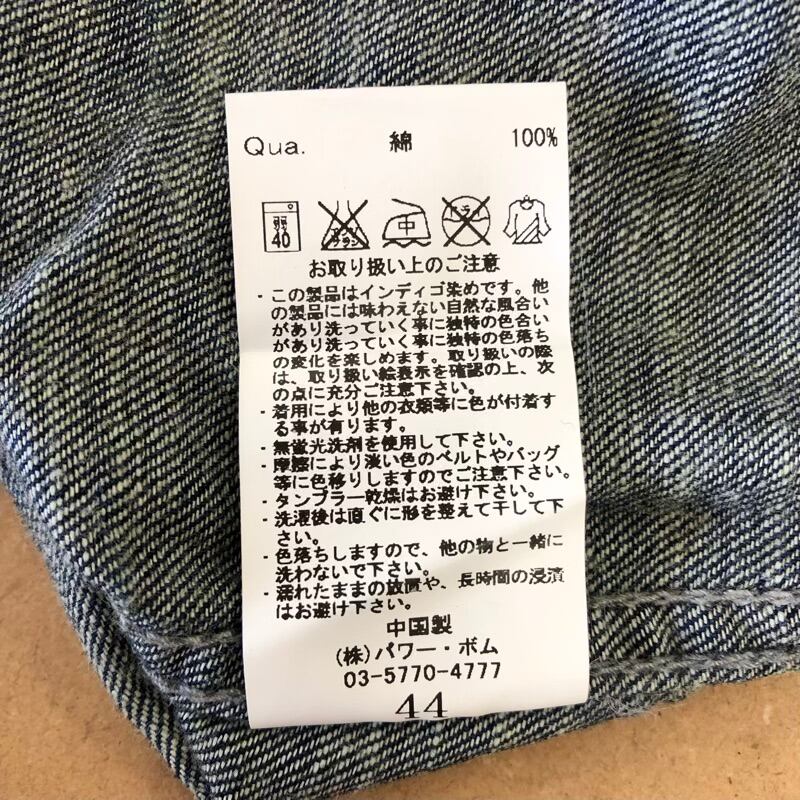 Qua. 綿 100%
弱
40
エンソ
サラシ
中
ドライ
お取り扱い上のご注意
・この製品はインディゴ染めです。他
の製品には味わえない自然な風合い
があり洗っていく事に独特の色合い
があり洗っていく事に独特の色落ち
の変化を楽しめます。取り扱いの際
は、取り扱い絵表示を確認の上、次
の点に充分ご注意下さい。
・着用により他の衣類等に色が付着す
る事が有ります。
・無蛍光洗剤を使用して下さい。
・摩擦により淡い色のベルトやバッグ
等に色移りしますのでご注意下さい。
・タンブラー乾燥はお避け下さい。
・洗濯後は直ぐに形を整えて干して下
さい。
・色落ちしますので、他の物と一緒に
洗わないで下さい。
・濡れたままの放置や、長時間の浸漬
はお避け下さい。
中国製
(株)パワー・ボム
03-5770-4777
44